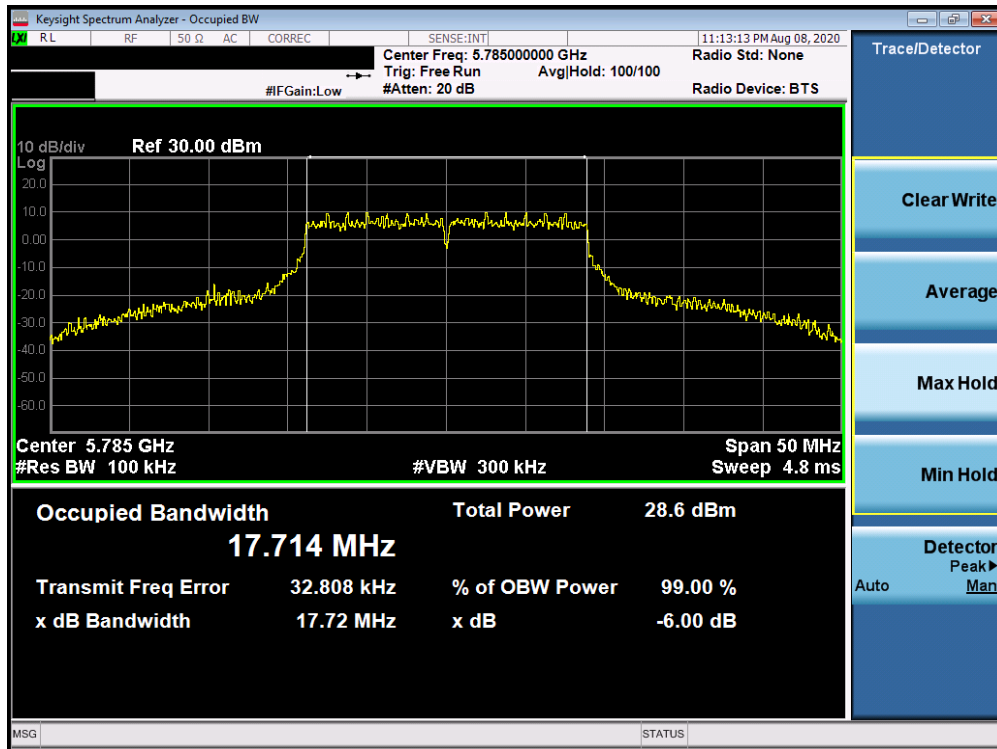 Keysight Spectrum Analyzer - Occupied BW
LXI RL RF 50 Ω AC CORREC SENSE:INT 11:13:13 PM Aug 08, 2020
Center Freq: 5.785000000 GHz Radio Std: None
Trig: Free Run Avg|Hold: 100/100
#IFGain:Low #Atten: 20 dB Radio Device: BTS
10 dB/div Ref 30.00 dBm
Log
20.0
10.0
0.00
-10.0
-20.0
-30.0
-40.0
-50.0
-60.0
Center 5.785 GHz Span 50 MHz
#Res BW 100 kHz #VBW 300 kHz Sweep 4.8 ms
Occupied Bandwidth Total Power 28.6 dBm
17.714 MHz
Transmit Freq Error 32.808 kHz % of OBW Power 99.00 %
x dB Bandwidth 17.72 MHz x dB -6.00 dB
MSG STATUS
Trace/Detector
Clear Write
Average
Max Hold
Min Hold
Detector
Peak▶
Auto Man